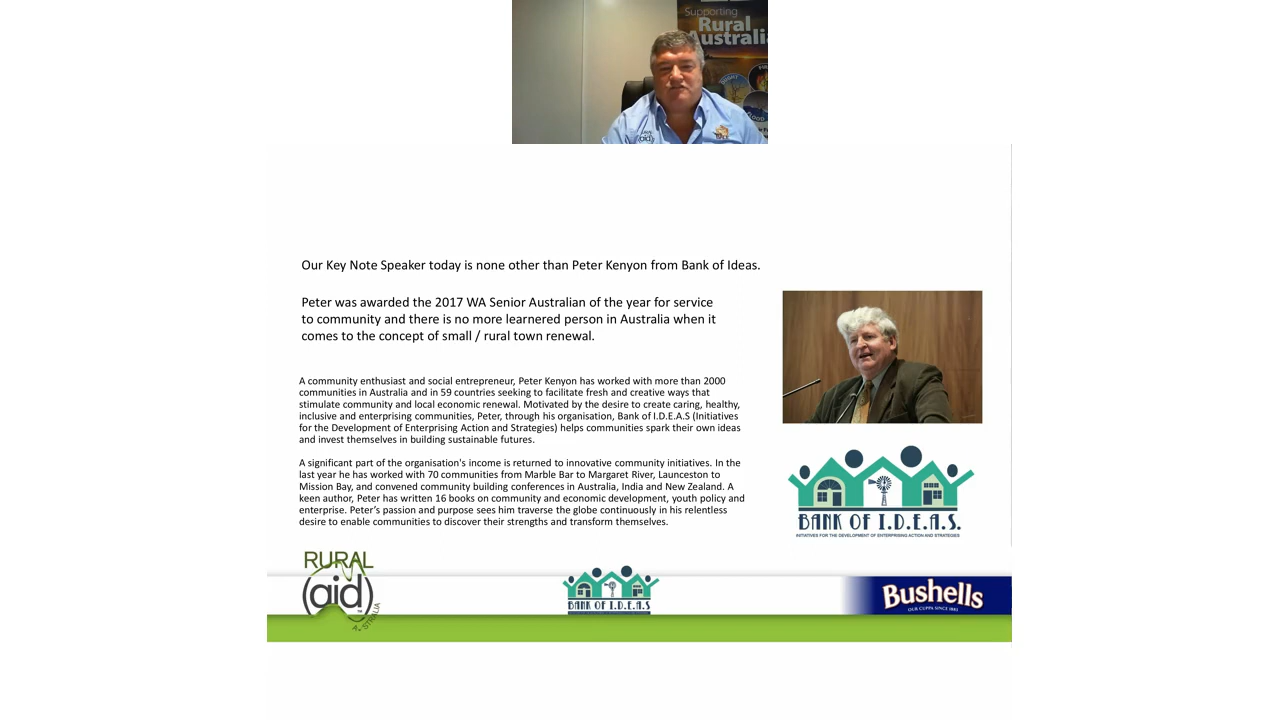 Supporting
Rural
Australia
aid
Our Key Note Speaker today is none other than Peter Kenyon from Bank of Ideas.
Peter was awarded the 2017 WA Senior Australian of the year for service
to community and there is no more learnered person in Australia when it
comes to the concept of small / rural town renewal.
A community enthusiast and social entrepreneur, Peter Kenyon has worked with more than 2000
communities in Australia and in 59 countries seeking to facilitate fresh and creative ways that
stimulate community and local economic renewal. Motivated by the desire to create caring, healthy,
inclusive and enterprising communities, Peter, through his organisation, Bank of I.D.E.A.S (Initiatives
for the Development of Enterprising Action and Strategies) helps communities spark their own ideas
and invest themselves in building sustainable futures.
A significant part of the organisation's income is returned to innovative community initiatives. In the
last year he has worked with 70 communities from Marble Bar to Margaret River, Launceston to
Mission Bay, and convened community building conferences in Australia, India and New Zealand. A
keen author, Peter has written 16 books on community and economic development, youth policy and
enterprise. Peter's passion and purpose sees him traverse the globe continuously in his relentless
desire to enable communities to discover their strengths and transform themselves.
BANK OF I.D.E.A.S.
INITIATIVES FOR THE DEVELOPMENT OF ENTERPRISING ACTION AND STRATEGIES
RURAL
(aid)
AUSTRALIA
BANK OF I.D.E.A.S
Bushells
OUR CUPPA SINCE 1883